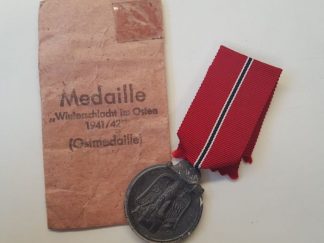 Medaille
„Winterschlacht im Osten
1941/42"
(Ostmedaille)